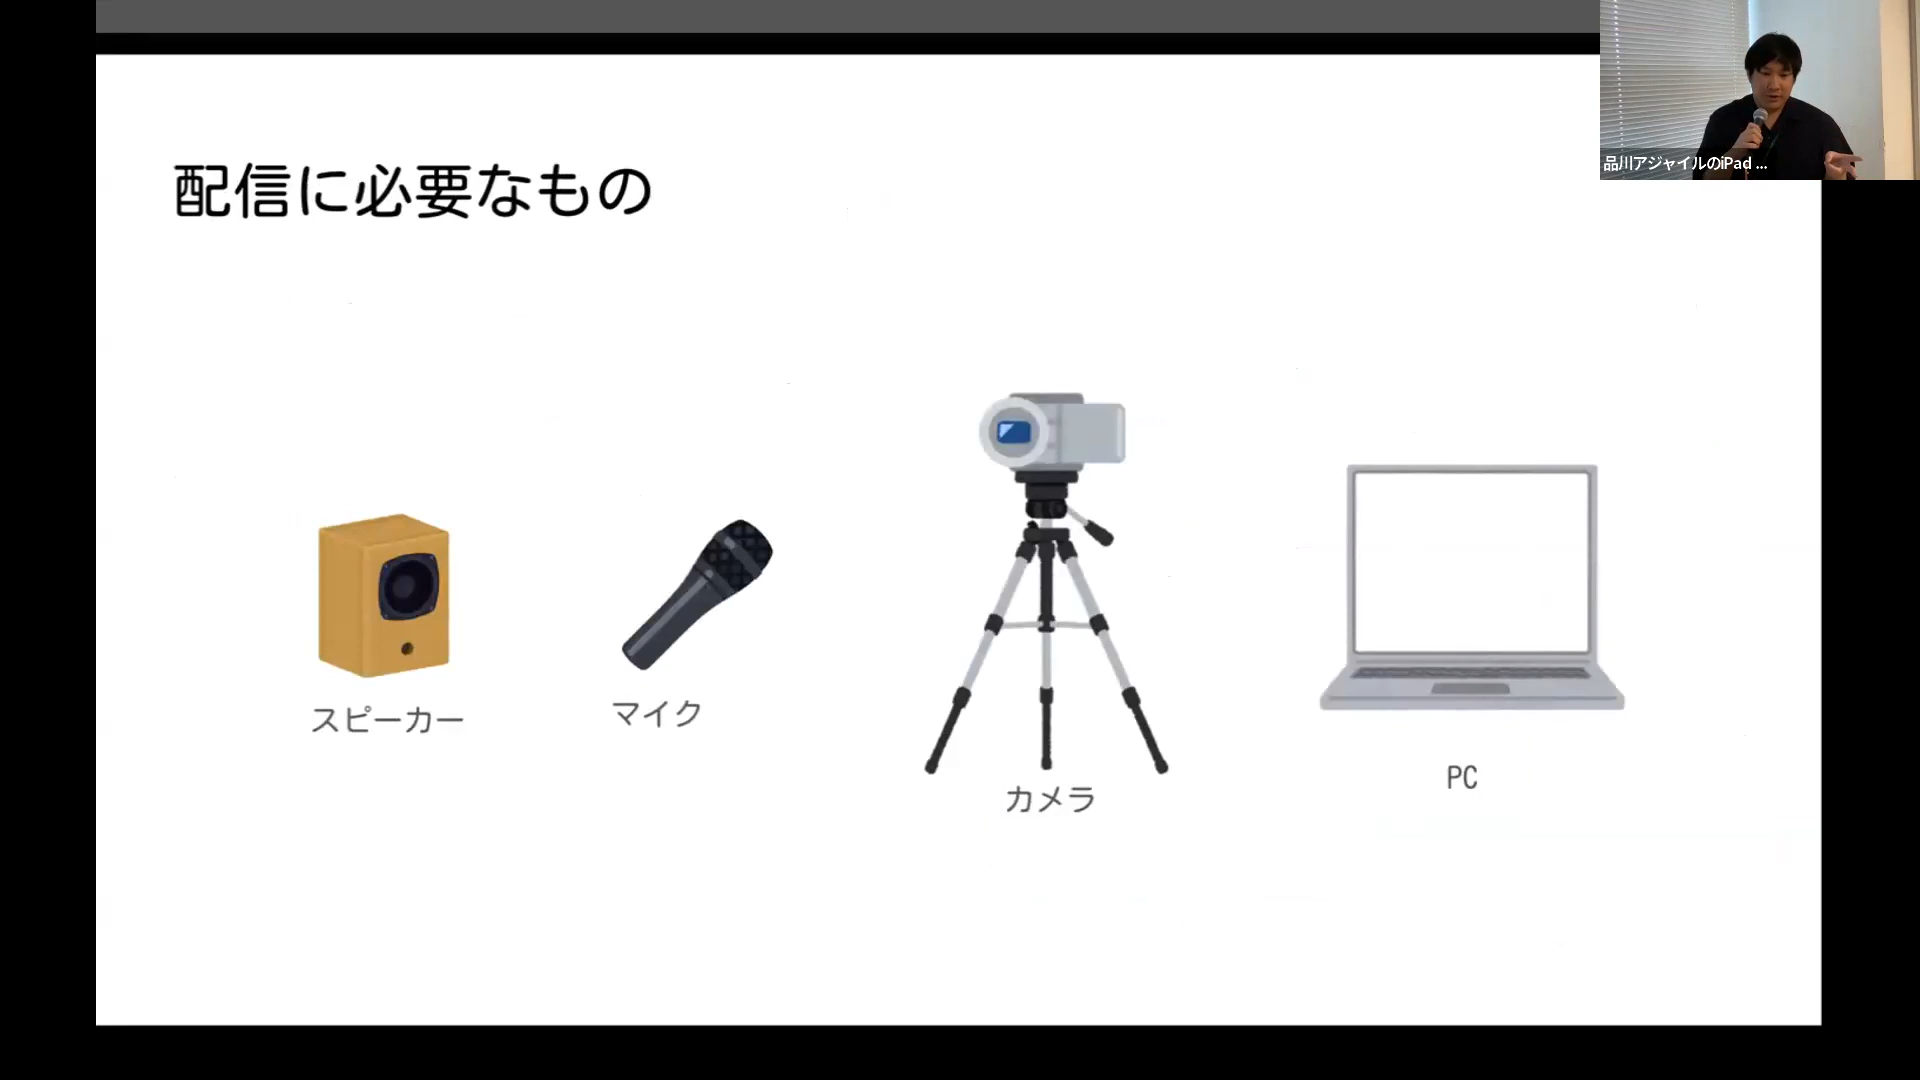 配信に必要なもの
品川アジャイルのiPad ...
スピーカー
マイク
カメラ
PC